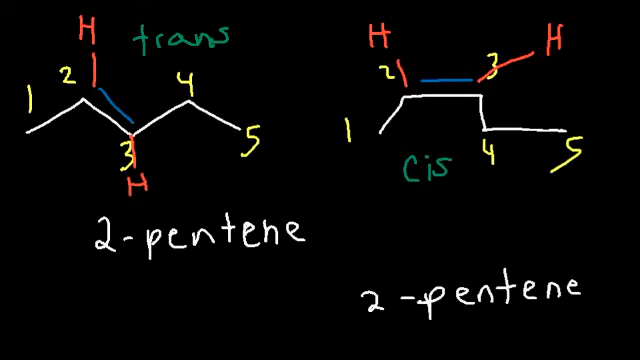 H trans
2 4
1
3 5
H
2-pentene
H H
2 3
1
cis 4 5
2-pentene